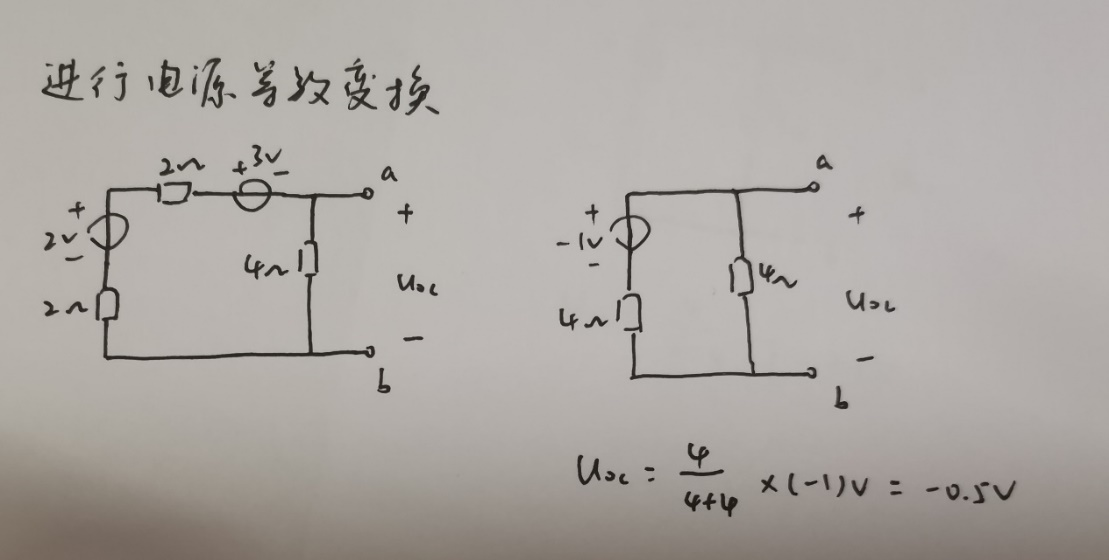 进行电源等效变换
2Ω
+ 3V -
a
+
2V
-
4Ω
+
Uoc
-
2Ω
b
a
+
-1V
-
4Ω
4Ω
+
Uoc
-
b
Uoc = 4/(4+4) ×(-1)V = -0.5V